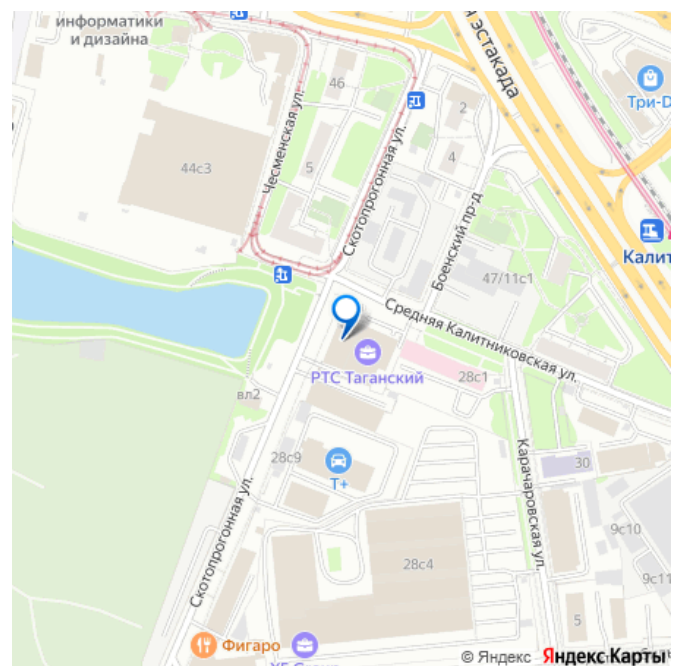 информатики
и дизайна
я эстакада
46
2
Три-D
Чесменская ул.
44с3
5
4
Скотопрогонная ул.
Боенский пр-д
Калит
47/11с1
Средняя Калитниковская ул.
РТС Таганский
28с1
вл2
28с9
Т+
30
Карачаровская ул.
Скотопрогонная ул.
9с10
28с4
9с11
5
Фигаро
© Яндекс Яндекс Карты